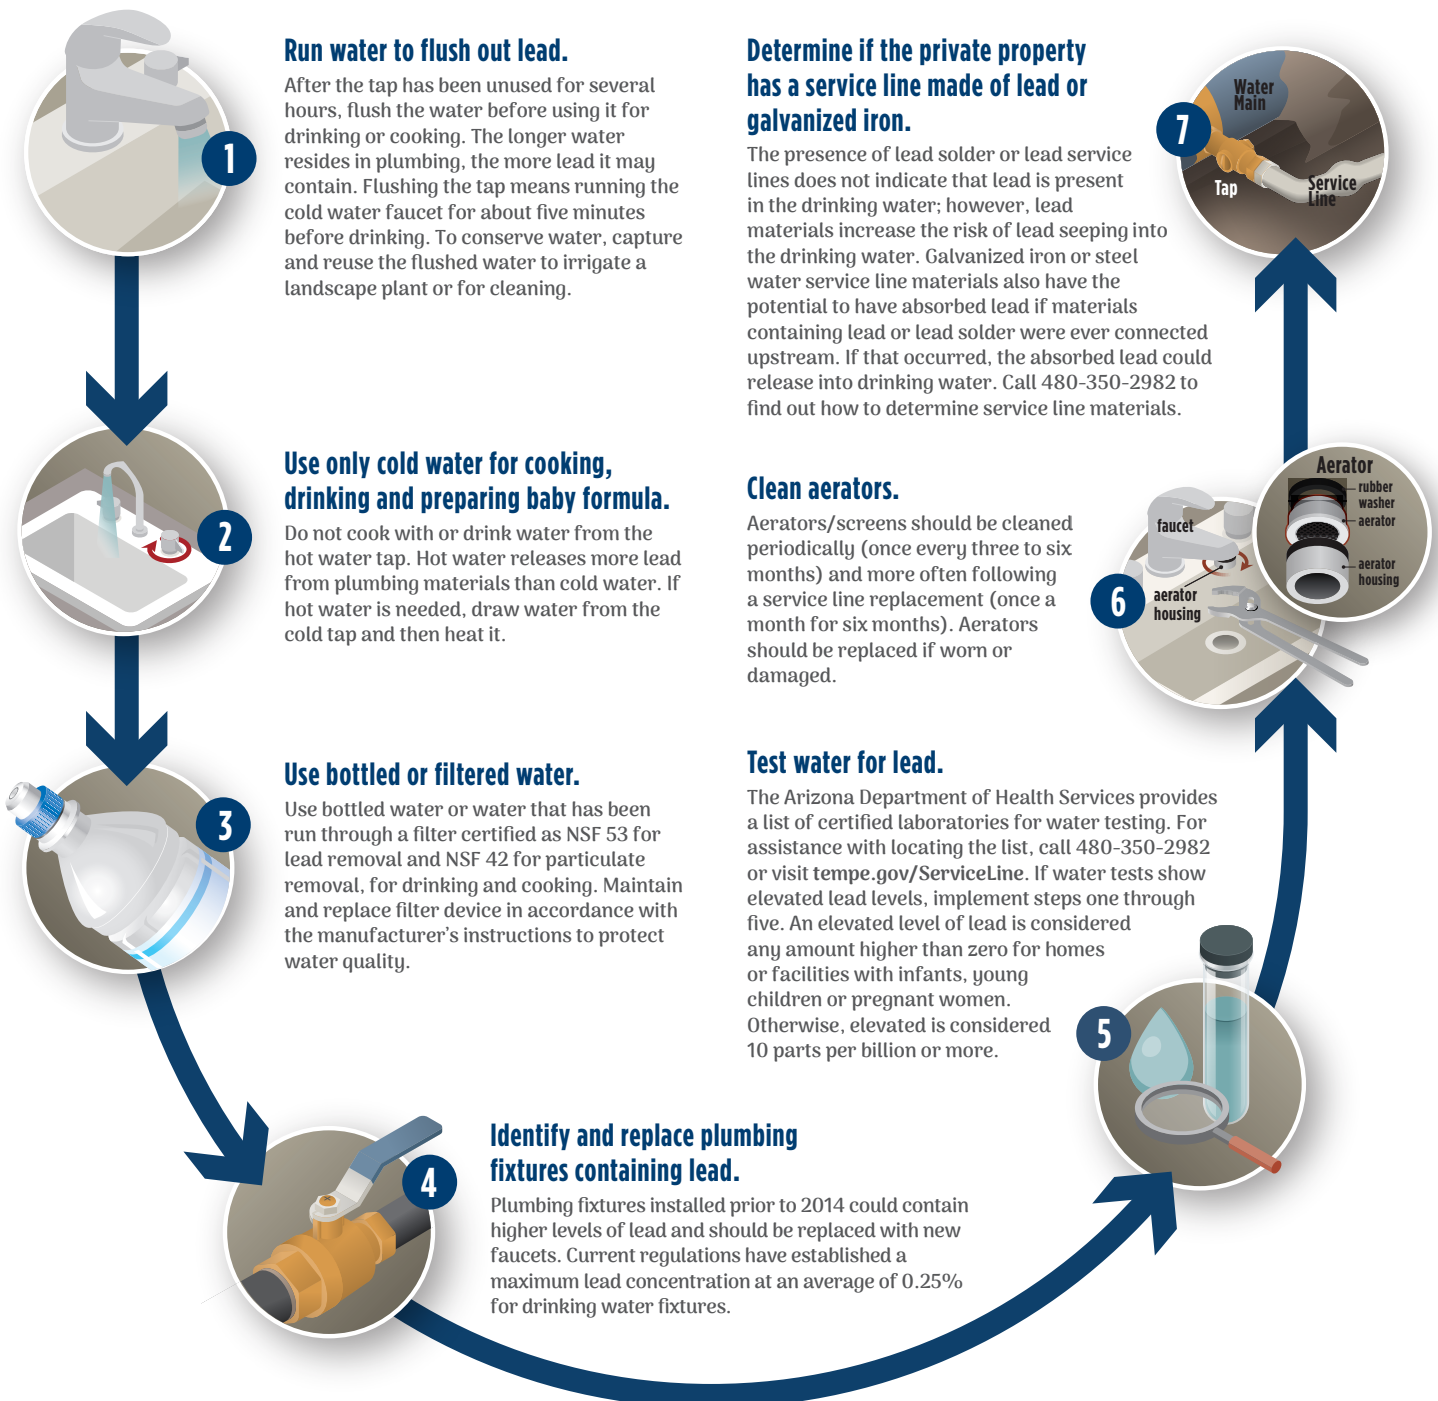 1
Run water to flush out lead.
After the tap has been unused for several
hours, flush the water before using it for
drinking or cooking. The longer water
resides in plumbing, the more lead it may
contain. Flushing the tap means running the
cold water faucet for about five minutes
before drinking. To conserve water, capture
and reuse the flushed water to irrigate a
landscape plant or for cleaning.
2
Use only cold water for cooking,
drinking and preparing baby formula.
Do not cook with or drink water from the
hot water tap. Hot water releases more lead
from plumbing materials than cold water. If
hot water is needed, draw water from the
cold tap and then heat it.
3
Use bottled or filtered water.
Use bottled water or water that has been
run through a filter certified as NSF 53 for
lead removal and NSF 42 for particulate
removal, for drinking and cooking. Maintain
and replace filter device in accordance with
the manufacturer's instructions to protect
water quality.
4
Identify and replace plumbing
fixtures containing lead.
Plumbing fixtures installed prior to 2014 could contain
higher levels of lead and should be replaced with new
faucets. Current regulations have established a
maximum lead concentration at an average of 0.25%
for drinking water fixtures.
5
Test water for lead.
The Arizona Department of Health Services provides
a list of certified laboratories for water testing. For
assistance with locating the list, call 480-350-2982
or visit tempe.gov/ServiceLine. If water tests show
elevated lead levels, implement steps one through
five. An elevated level of lead is considered
any amount higher than zero for homes
or facilities with infants, young
children or pregnant women.
Otherwise, elevated is considered
10 parts per billion or more.
6
Clean aerators.
Aerators/screens should be cleaned
periodically (once every three to six
months) and more often following
a service line replacement (once a
month for six months). Aerators
should be replaced if worn or
damaged.
faucet
aerator
housing
Aerator
rubber
washer
aerator
aerator
housing
7
Determine if the private property
has a service line made of lead or
galvanized iron.
The presence of lead solder or lead service
lines does not indicate that lead is present
in the drinking water; however, lead
materials increase the risk of lead seeping into
the drinking water. Galvanized iron or steel
water service line materials also have the
potential to have absorbed lead if materials
containing lead or lead solder were ever connected
upstream. If that occurred, the absorbed lead could
release into drinking water. Call 480-350-2982 to
find out how to determine service line materials.
Water
Main
Tap
Service
Line